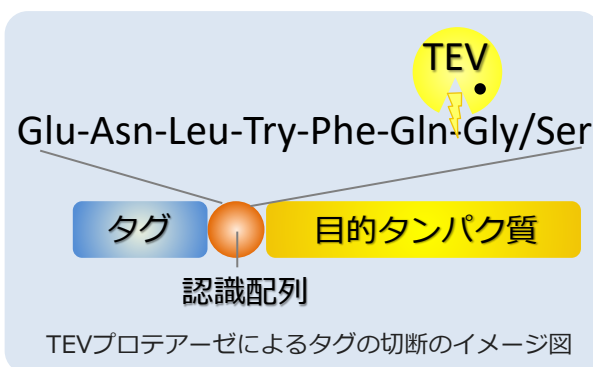 TEV
Glu-Asn-Leu-Try-Phe-Gln-Gly/Ser
タグ
目的タンパク質
認識配列
TEVプロテアーゼによるタグの切断のイメージ図